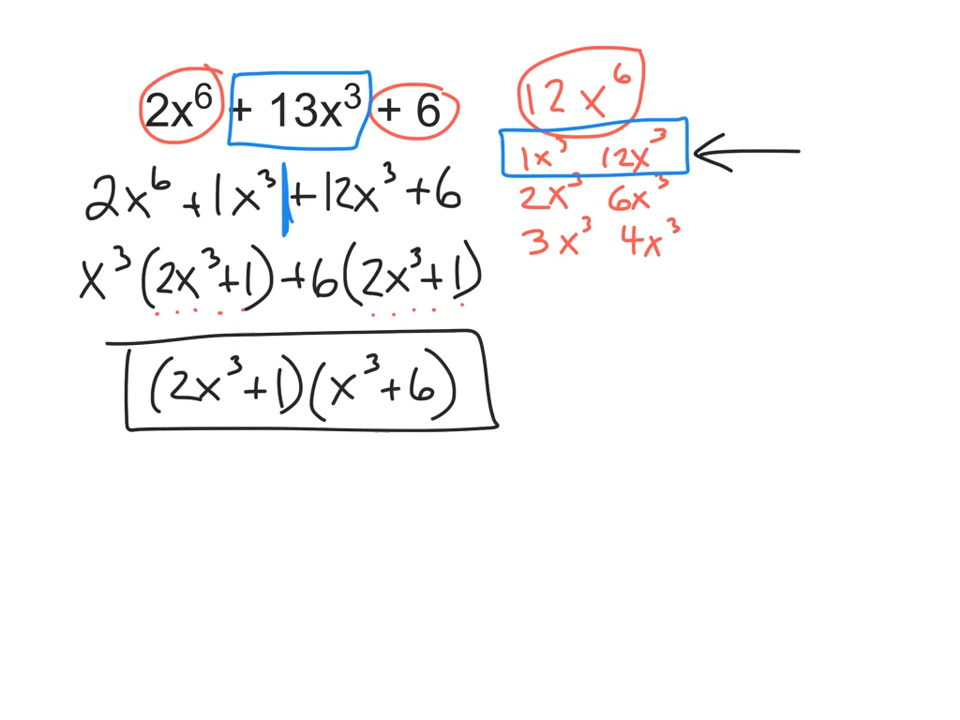 2x⁶ + 13x³ + 6
2x⁶ + 1x³ + 12x³ + 6
x³(2x³+1)+6(2x³+1)
(2x³+1)(x³+6)
12x⁶
1x³ 12x³
2x³ 6x³
3x³ 4x³